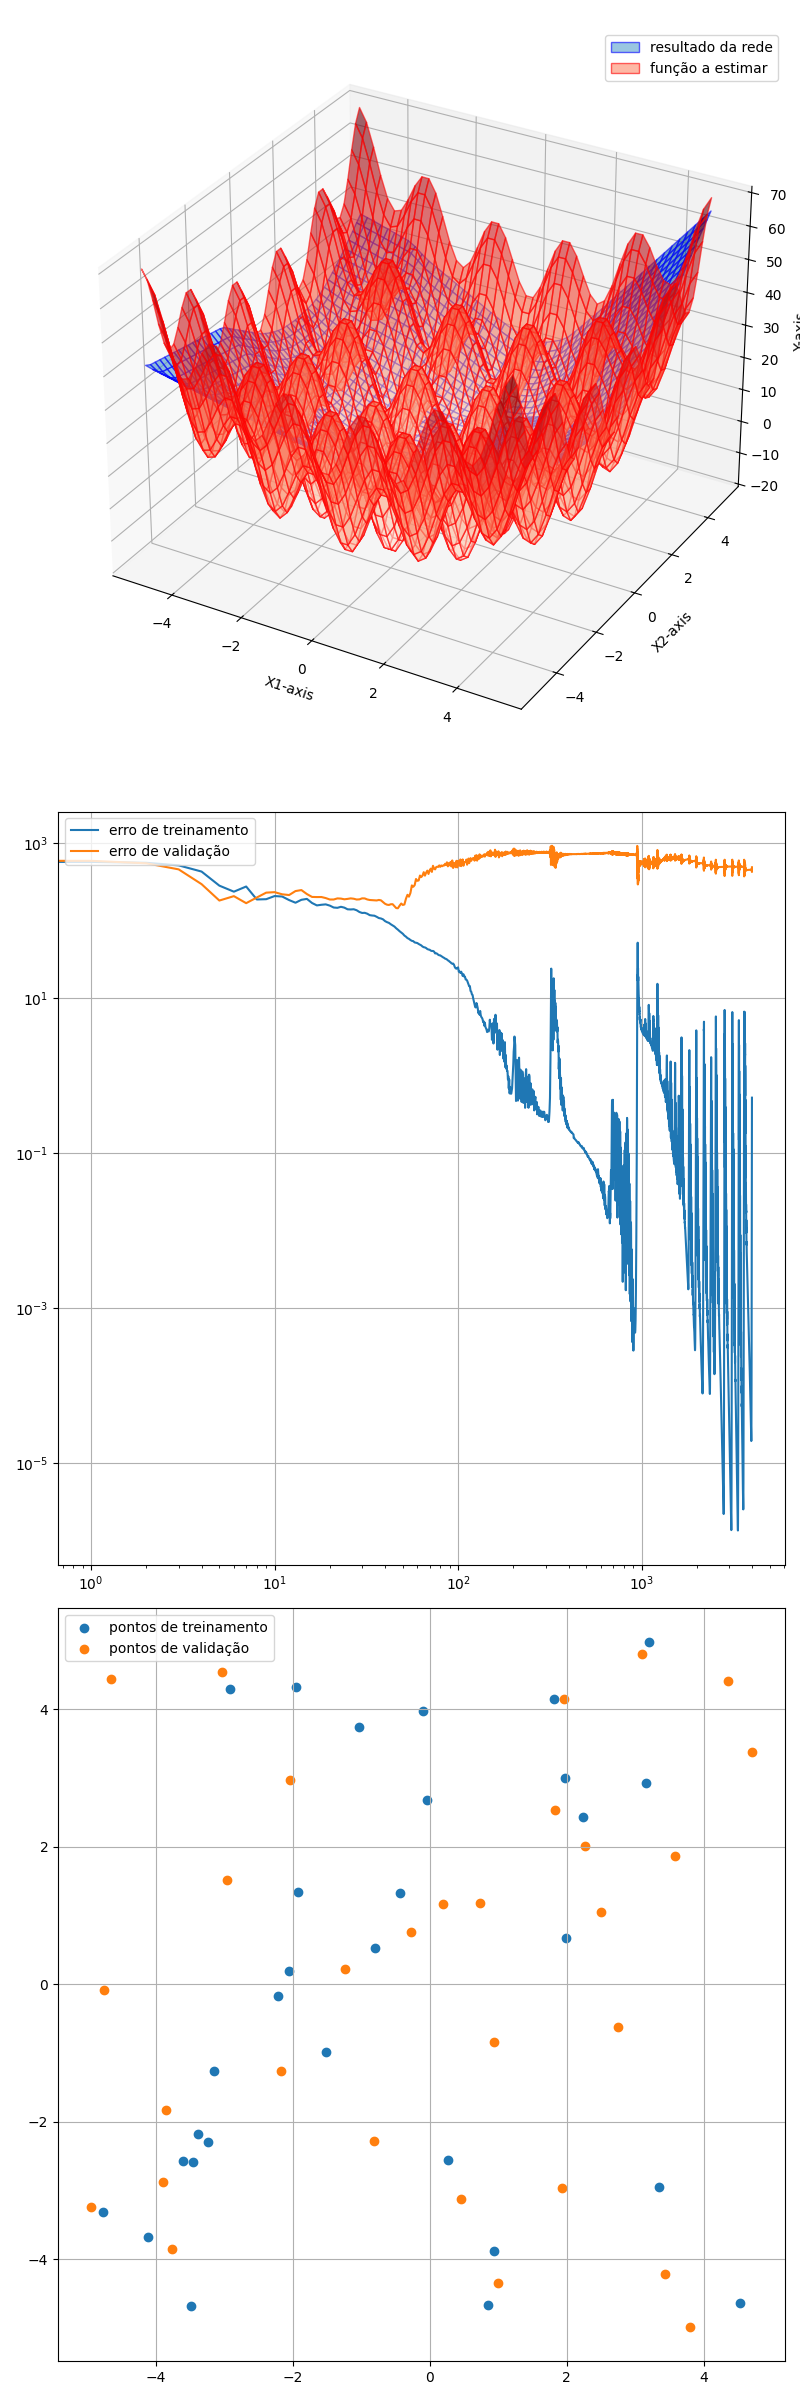 resultado da rede
função a estimar
70
60
50
40
30
20
10
0
−10
−20
Y-axis
−4
−2
0
2
4
X1-axis
−4
−2
0
2
4
X2-axis
erro de treinamento
erro de validação
10³
10¹
10⁻¹
10⁻³
10⁻⁵
10⁰ 10¹ 10² 10³
pontos de treinamento
pontos de validação
4
2
0
−2
−4
−4 −2 0 2 4